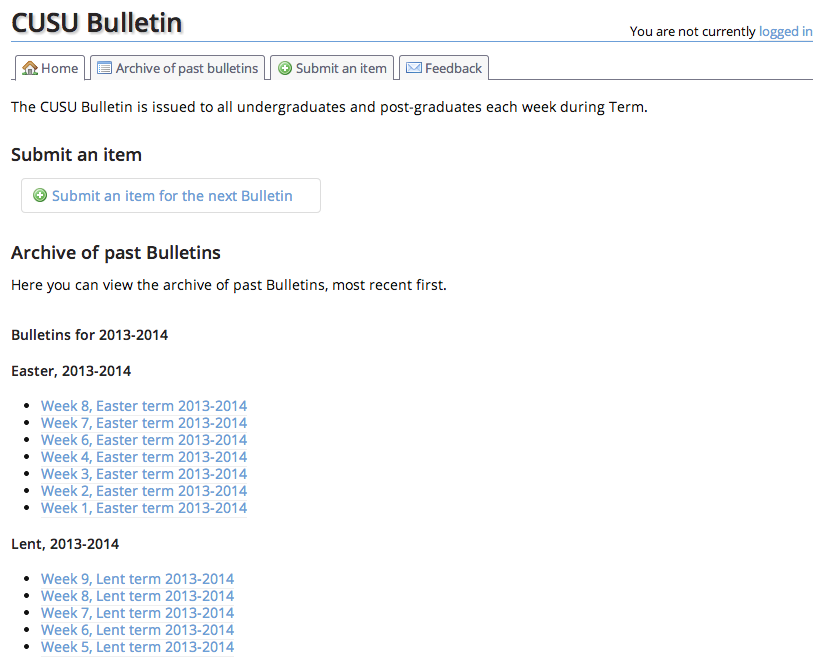 CUSU Bulletin
You are not currently logged in
Home
Archive of past bulletins
Submit an item
Feedback
The CUSU Bulletin is issued to all undergraduates and post-graduates each week during Term.
Submit an item
Submit an item for the next Bulletin
Archive of past Bulletins
Here you can view the archive of past Bulletins, most recent first.
Bulletins for 2013-2014
Easter, 2013-2014
Week 8, Easter term 2013-2014
Week 7, Easter term 2013-2014
Week 6, Easter term 2013-2014
Week 4, Easter term 2013-2014
Week 3, Easter term 2013-2014
Week 2, Easter term 2013-2014
Week 1, Easter term 2013-2014
Lent, 2013-2014
Week 9, Lent term 2013-2014
Week 8, Lent term 2013-2014
Week 7, Lent term 2013-2014
Week 6, Lent term 2013-2014
Week 5, Lent term 2013-2014